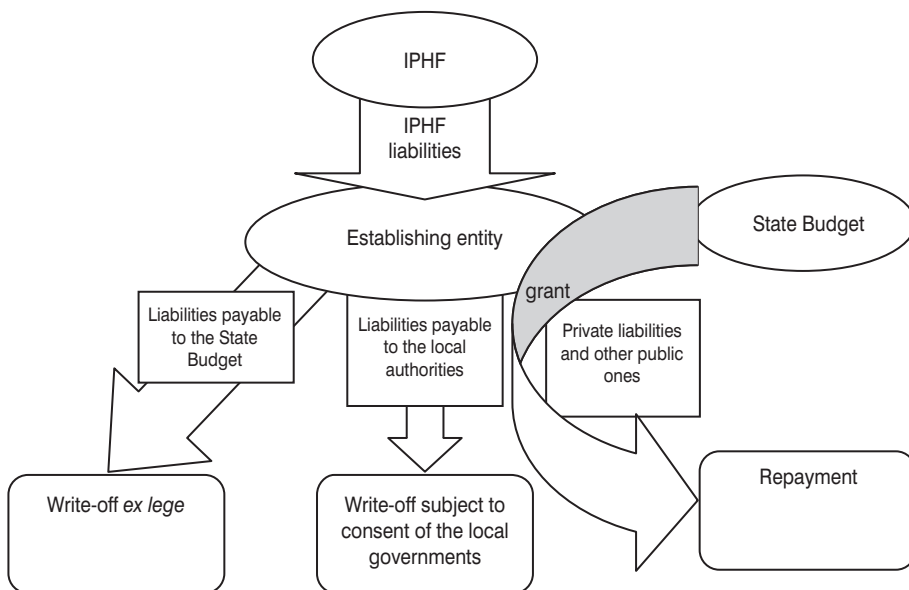 IPHF
IPHF
liabilities
Establishing entity
State Budget
grant
Liabilities payable
to the State
Budget
Liabilities payable
to the local
authorities
Private liabilities
and other public
ones
Write-off ex lege
Write-off subject to
consent of the local
governments
Repayment